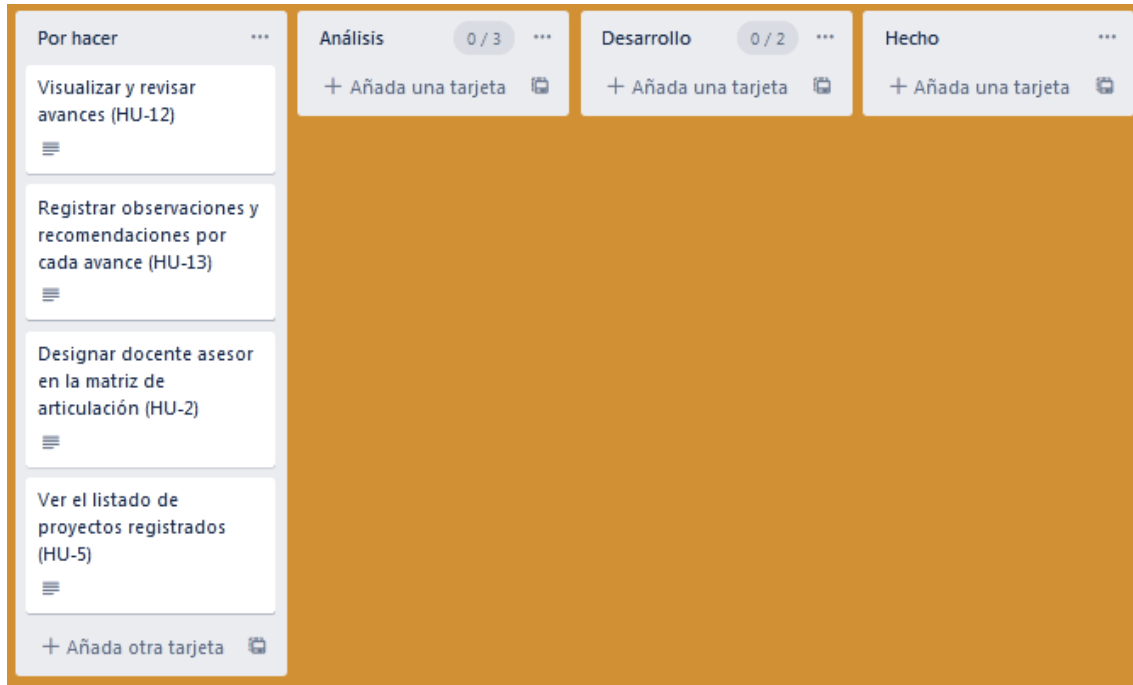 Por hacer
Visualizar y revisar
avances (HU-12)
Registrar observaciones y
recomendaciones por
cada avance (HU-13)
Designar docente asesor
en la matriz de
articulación (HU-2)
Ver el listado de
proyectos registrados
(HU-5)
+ Añada otra tarjeta
Análisis
0 / 3
+ Añada una tarjeta
Desarrollo
0 / 2
+ Añada una tarjeta
Hecho
+ Añada una tarjeta